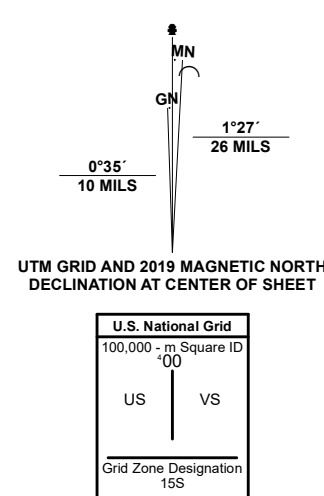 MN
GN
1°27´
26 MILS
0°35´
10 MILS
UTM GRID AND 2019 MAGNETIC NORTH
DECLINATION AT CENTER OF SHEET
U.S. National Grid
100,000 - m Square ID
⁴00
US VS
Grid Zone Designation
15S